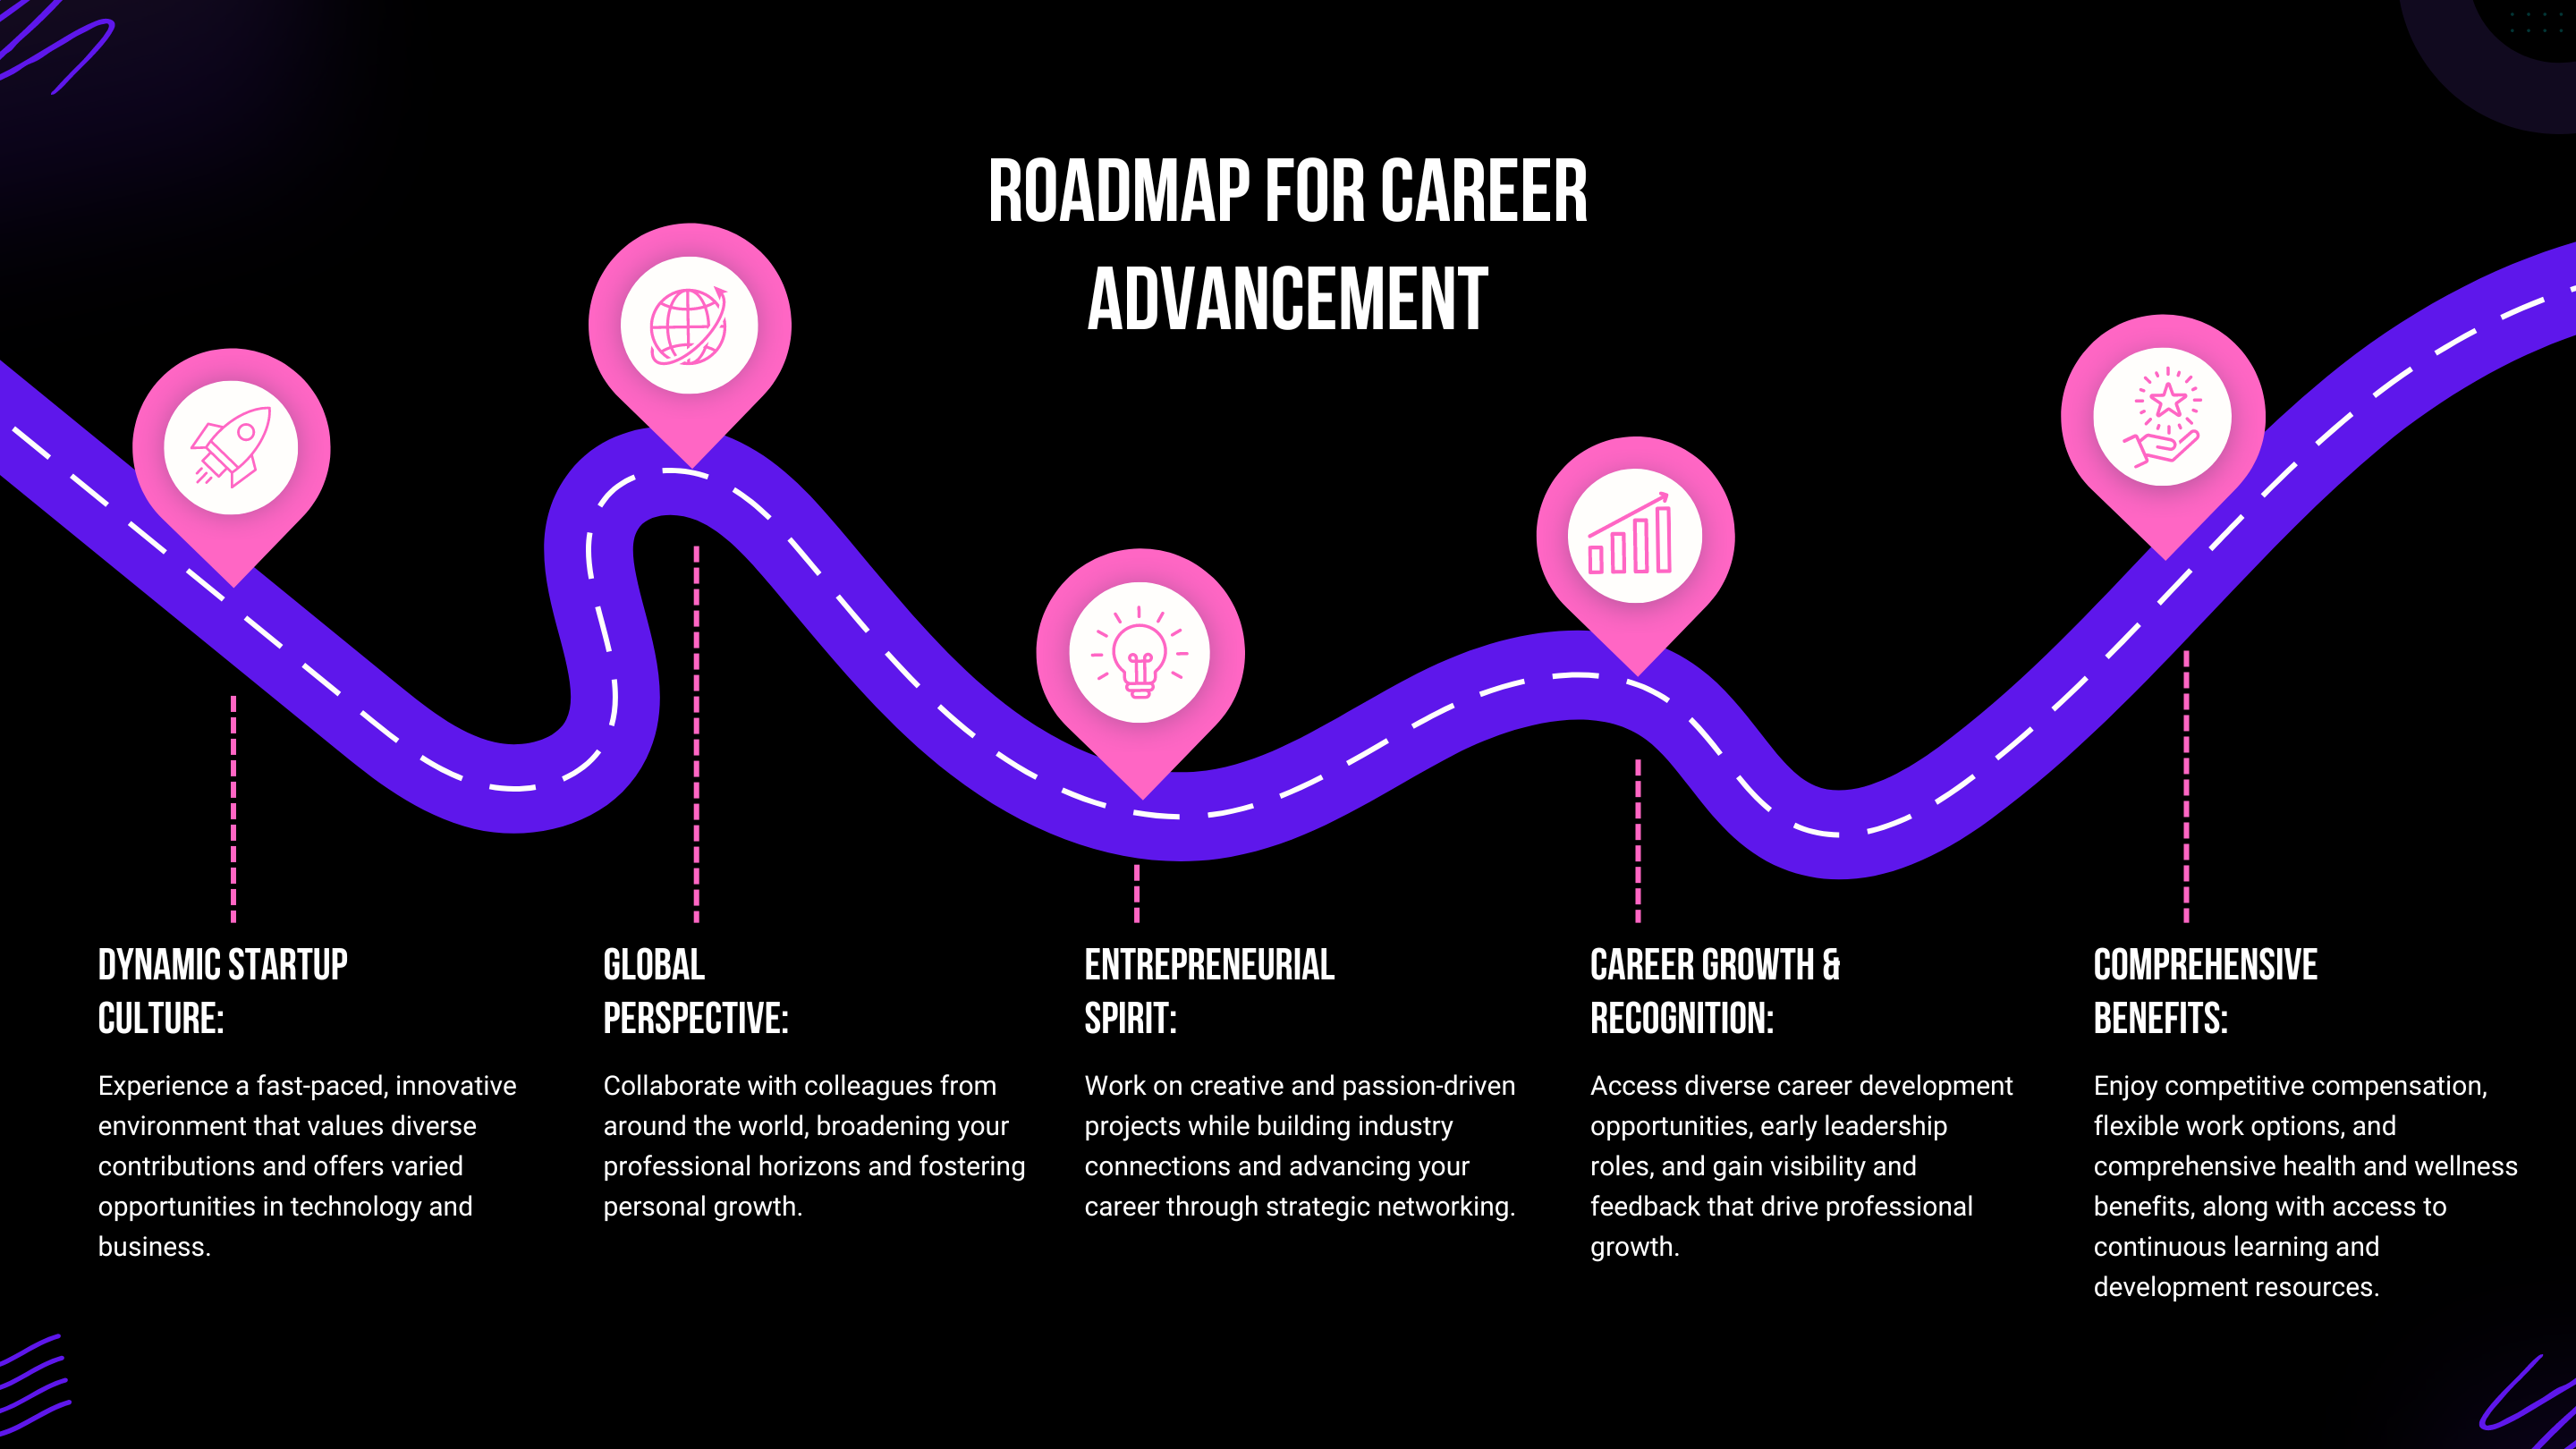 ROADMAP FOR CAREER
ADVANCEMENT
DYNAMIC STARTUP
CULTURE:
Experience a fast-paced, innovative
environment that values diverse
contributions and offers varied
opportunities in technology and
business.
GLOBAL
PERSPECTIVE:
Collaborate with colleagues from
around the world, broadening your
professional horizons and fostering
personal growth.
ENTREPRENEURIAL
SPIRIT:
Work on creative and passion-driven
projects while building industry
connections and advancing your
career through strategic networking.
CAREER GROWTH &
RECOGNITION:
Access diverse career development
opportunities, early leadership
roles, and gain visibility and
feedback that drive professional
growth.
COMPREHENSIVE
BENEFITS:
Enjoy competitive compensation,
flexible work options, and
comprehensive health and wellness
benefits, along with access to
continuous learning and
development resources.